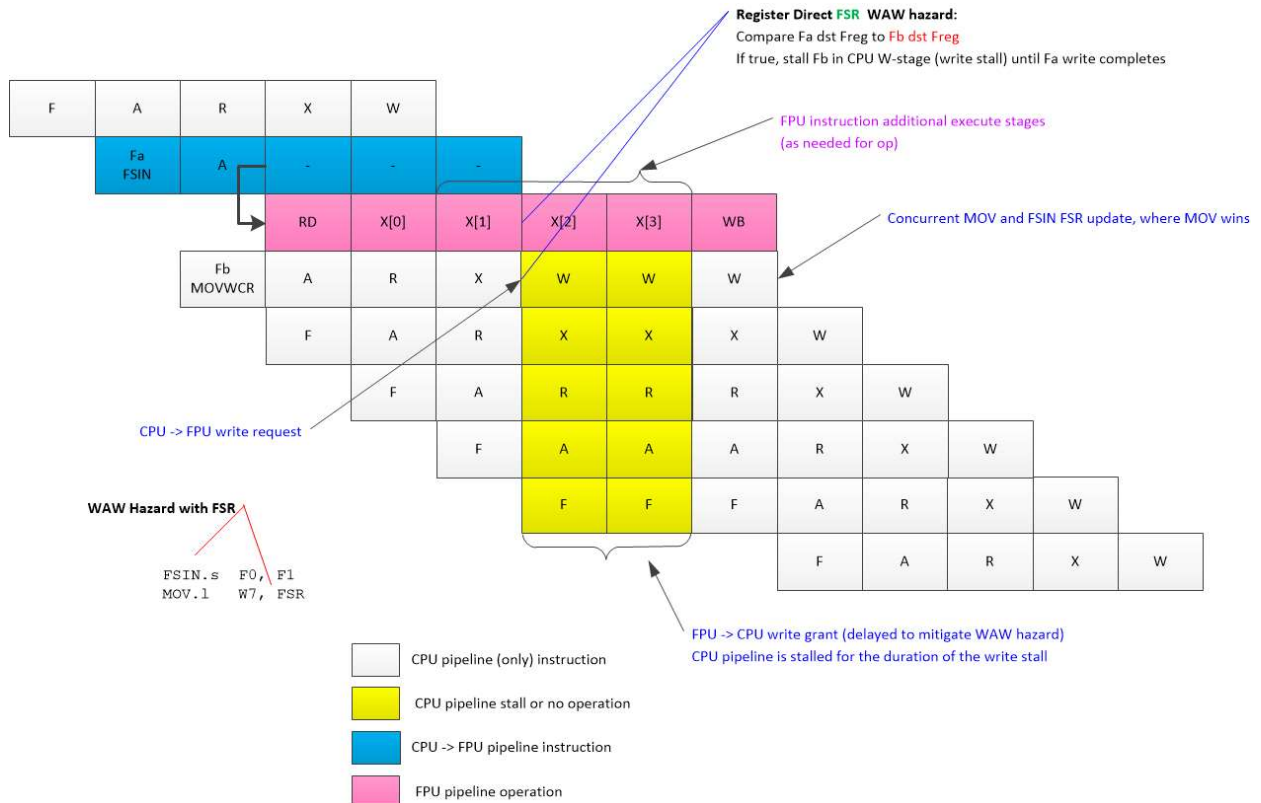 Register Direct FSR WAW hazard:
Compare Fa dst Freg to Fb dst Freg
If true, stall Fb in CPU W-stage (write stall) until Fa write completes
F A R X W
FPU instruction additional execute stages
(as needed for op)
Fa
FSIN
A - - -
RD X[0] X[1] X[2] X[3] WB
Concurrent MOV and FSIN FSR update, where MOV wins
Fb
MOVWCR
A R X W W W
F A R X X X W
F A R R R X W
CPU -> FPU write request
F A A A R X W
F F F A R X W
WAW Hazard with FSR
F A R X W
FSIN.s F0, F1
MOV.l W7, FSR
FPU -> CPU write grant (delayed to mitigate WAW hazard)
CPU pipeline is stalled for the duration of the write stall
CPU pipeline (only) instruction
CPU pipeline stall or no operation
CPU -> FPU pipeline instruction
FPU pipeline operation